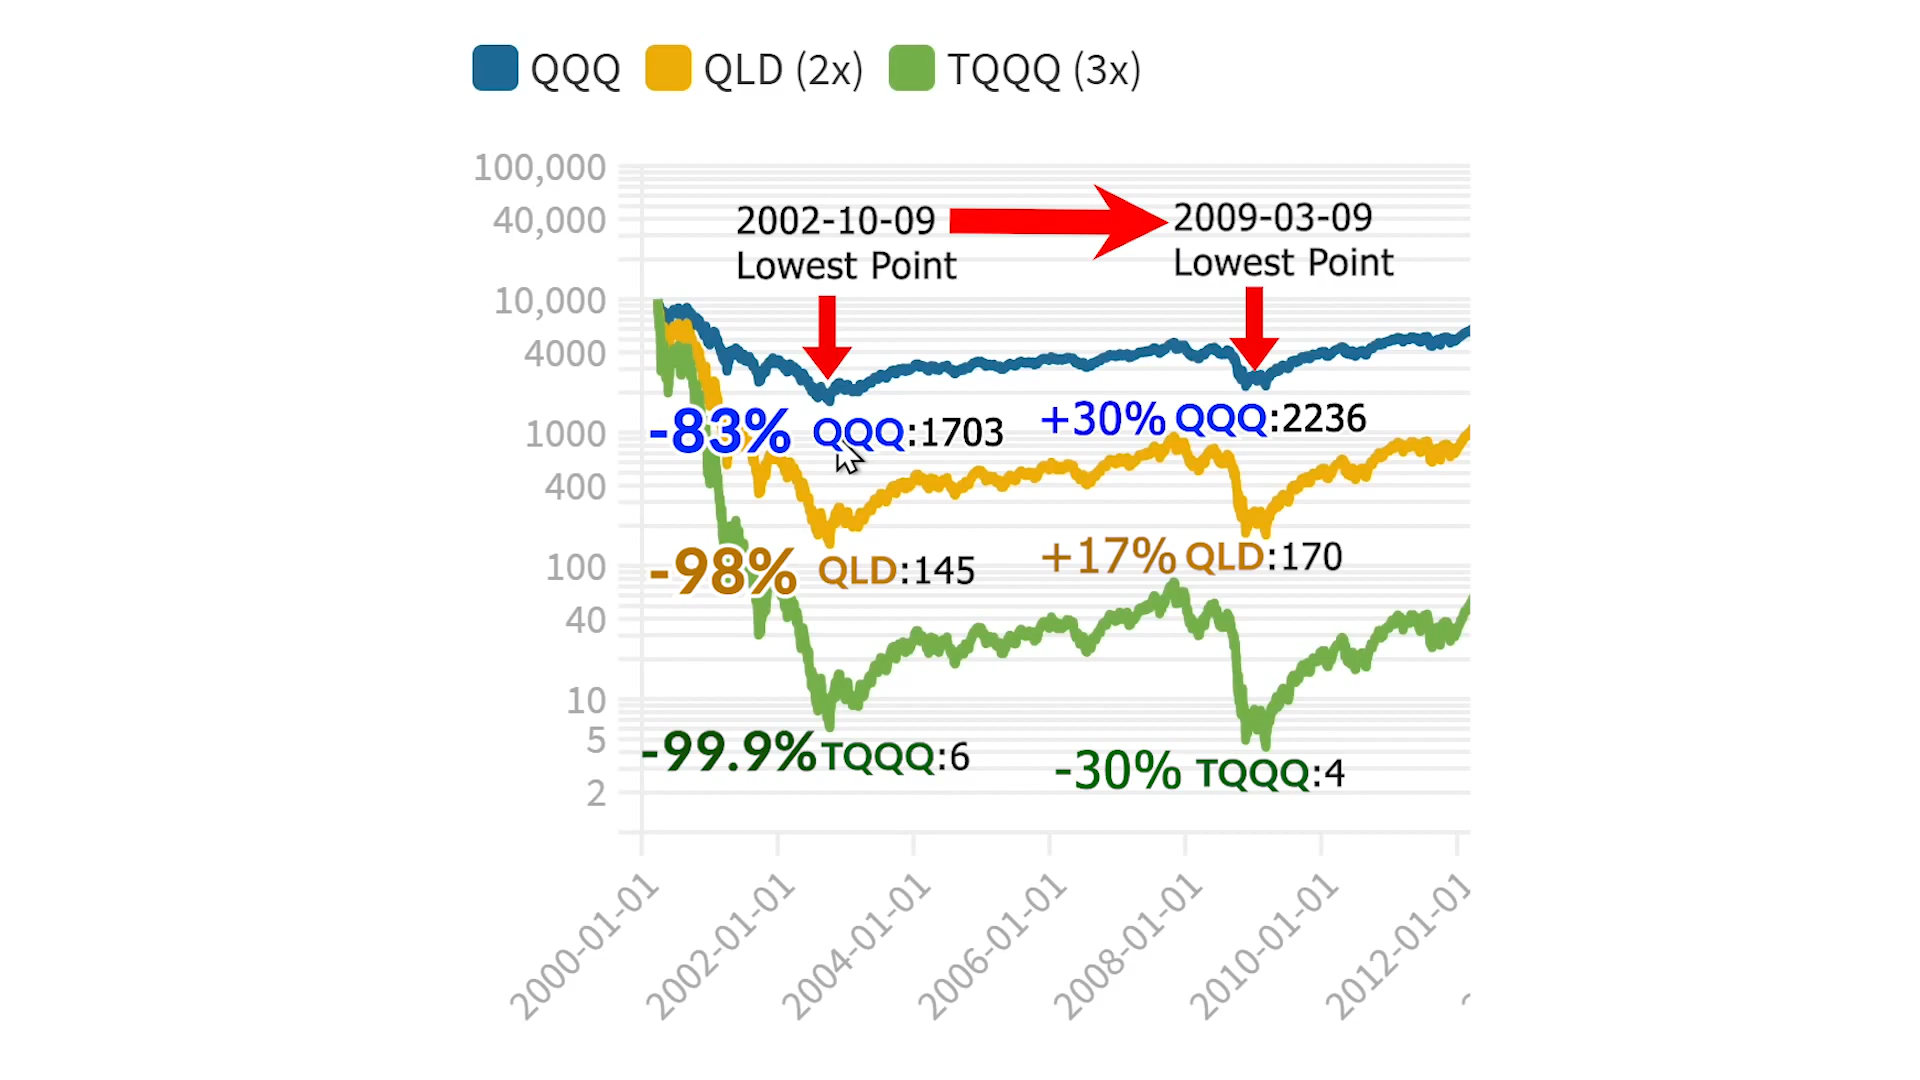 QQQ QLD (2x) TQQQ (3x)
100,000
40,000
10,000
4000
1000
400
100
40
10
5
2
2002-10-09
Lowest Point
2009-03-09
Lowest Point
-83% QQQ:1703
+30% QQQ:2236
-98% QLD:145
+17% QLD:170
-99.9% TQQQ:6
-30% TQQQ:4
2000-01-01
2002-01-01
2004-01-01
2006-01-01
2008-01-01
2010-01-01
2012-01-01